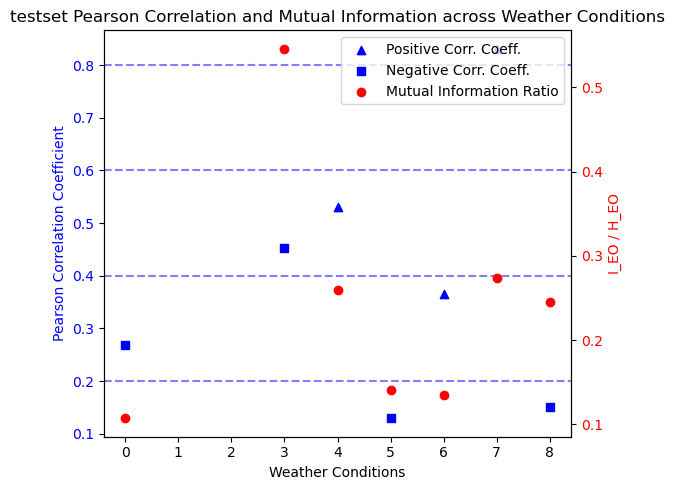 testset Pearson Correlation and Mutual Information across Weather Conditions
Positive Corr. Coeff.
Negative Corr. Coeff.
Mutual Information Ratio
Pearson Correlation Coefficient
0.8
0.7
0.6
0.5
0.4
0.3
0.2
0.1
0.5
0.4
0.3
0.2
0.1
I_EO / H_EO
0 1 2 3 4 5 6 7 8
Weather Conditions